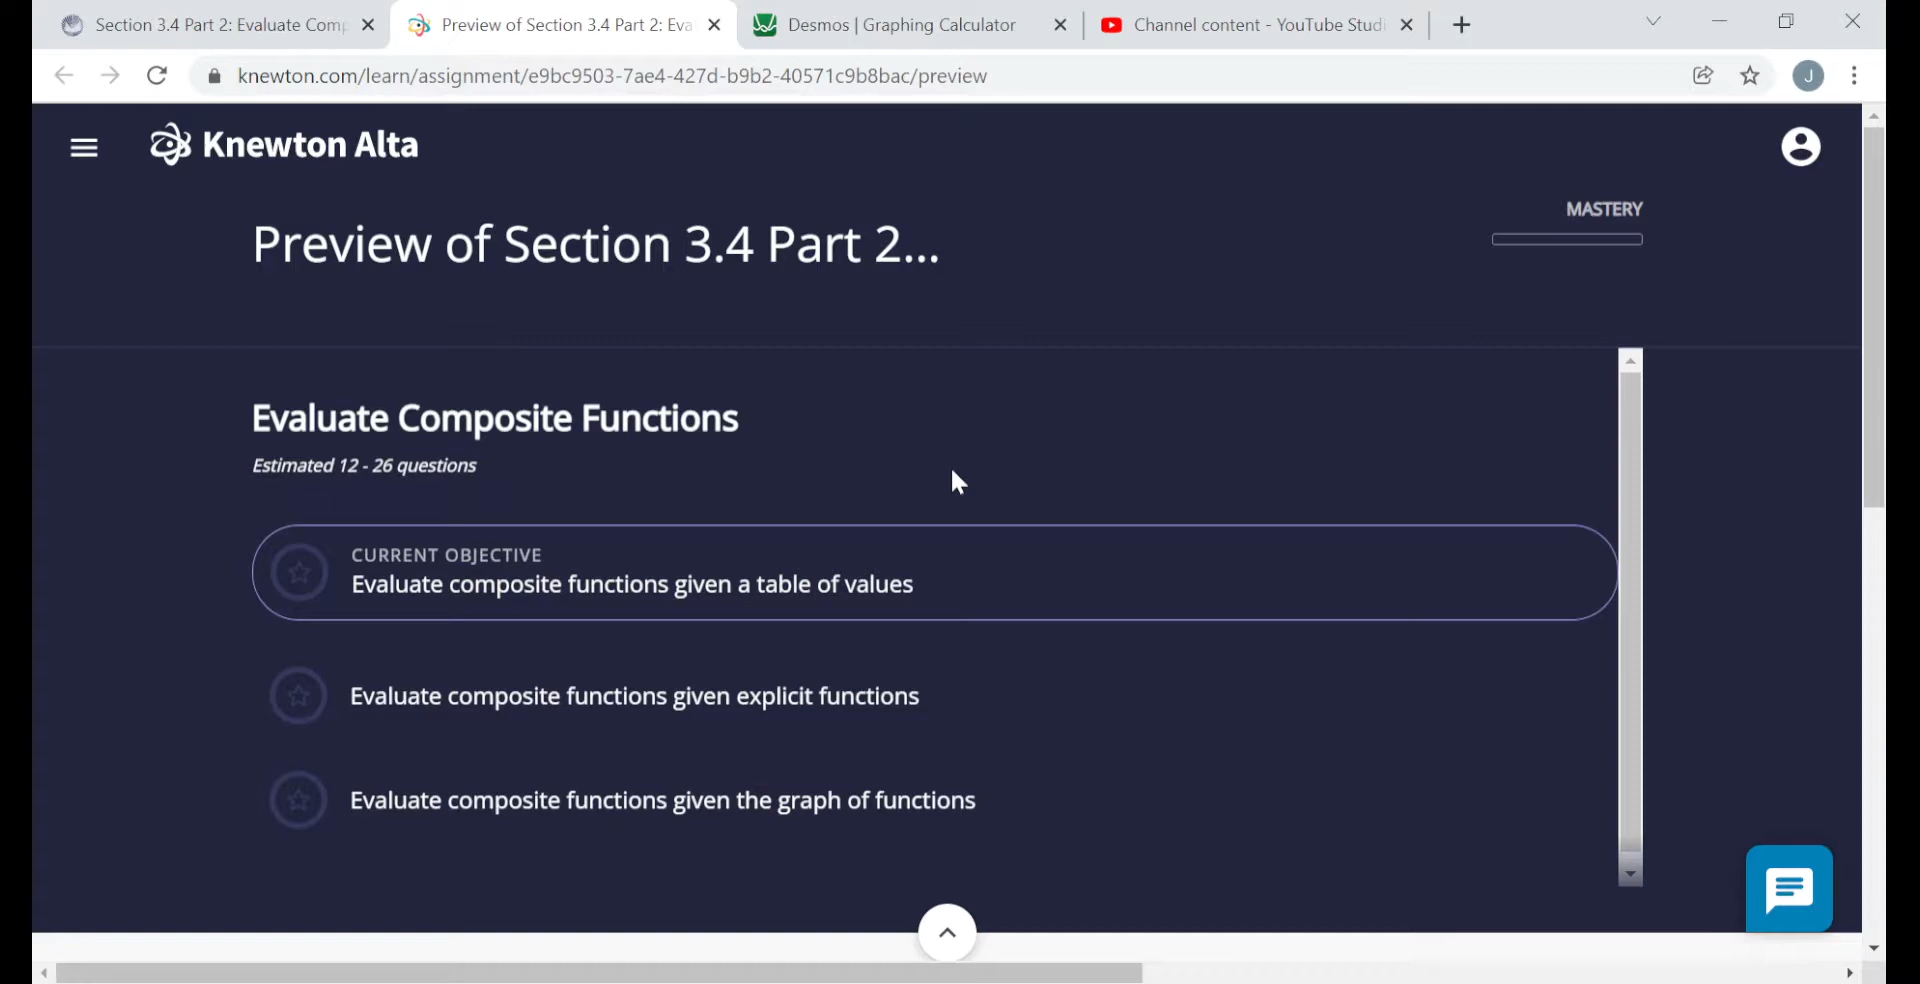 Section 3.4 Part 2: Evaluate Comp
Preview of Section 3.4 Part 2: Eva
Desmos | Graphing Calculator
Channel content - YouTube Studi
knewton.com/learn/assignment/e9bc9503-7ae4-427d-b9b2-40571c9b8bac/preview
J
Knewton Alta
MASTERY
Preview of Section 3.4 Part 2...
Evaluate Composite Functions
Estimated 12 - 26 questions
CURRENT OBJECTIVE
Evaluate composite functions given a table of values
Evaluate composite functions given explicit functions
Evaluate composite functions given the graph of functions